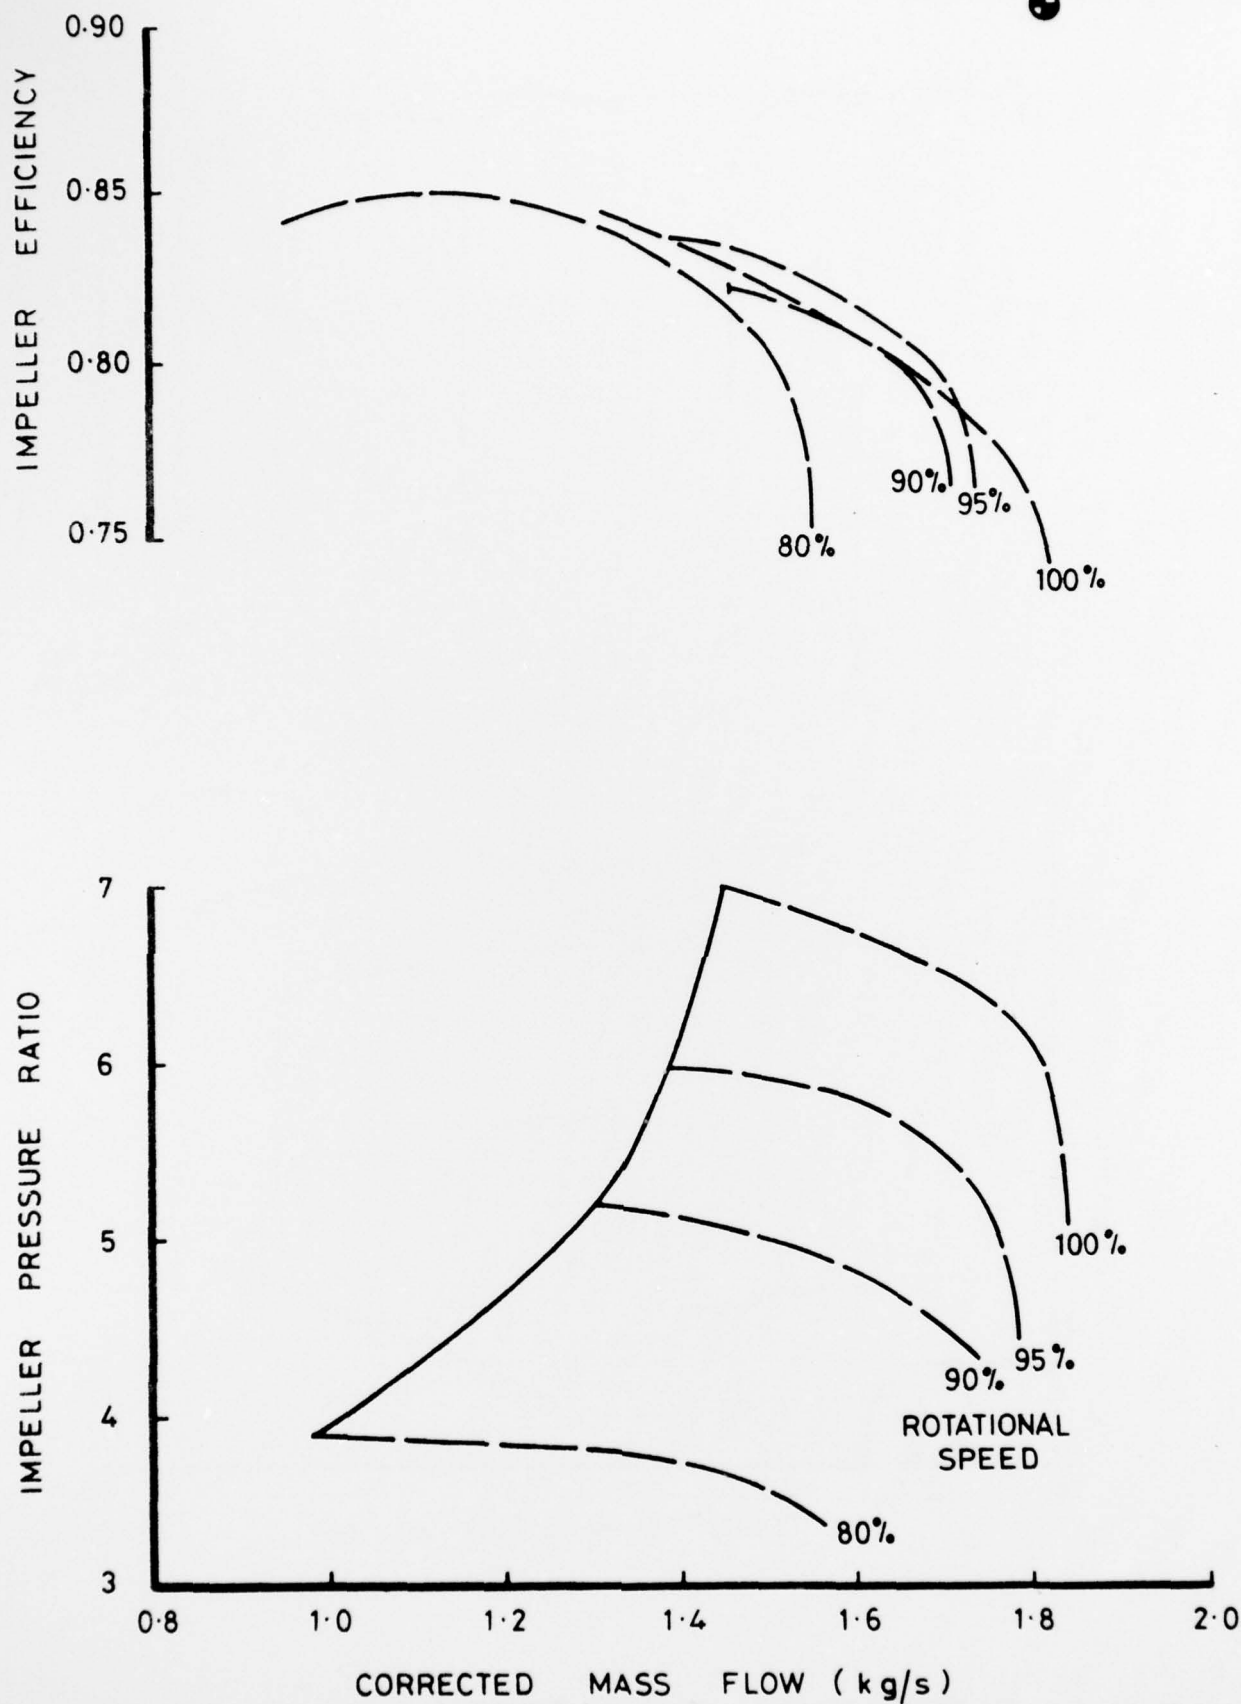 0·90
0·85
0·80
0·75
IMPELLER EFFICIENCY
90%
95%
80%
100%
7
6
5
4
3
IMPELLER PRESSURE RATIO
100%
95%
90%
ROTATIONAL
SPEED
80%
0·8 1·0 1·2 1·4 1·6 1·8 2·0
CORRECTED MASS FLOW (kg/s)